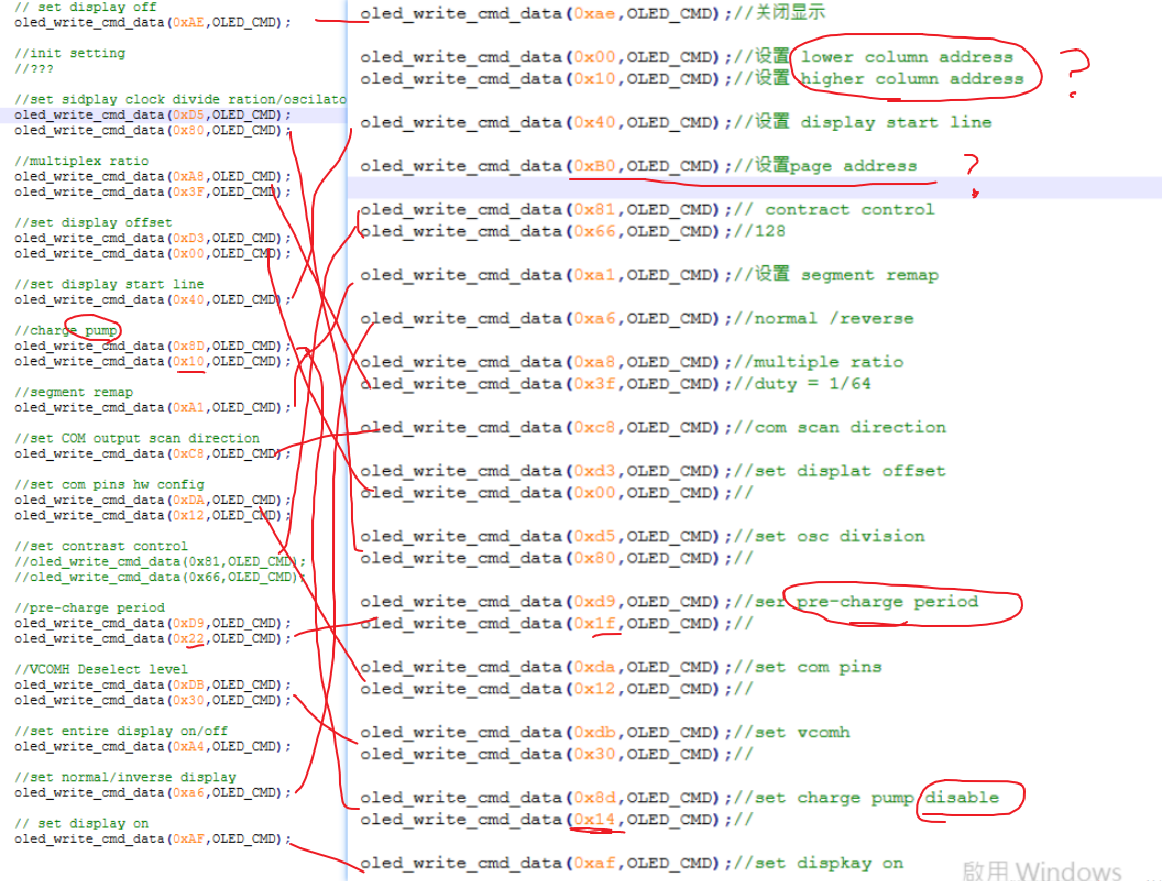 // set display off
oled_write_cmd_data(0xAE,OLED_CMD);
//init setting
//???
//set sidplay clock divide ration/oscilato
oled_write_cmd_data(0xD5,OLED_CMD);
oled_write_cmd_data(0x80,OLED_CMD);
//multiplex ratio
oled_write_cmd_data(0xA8,OLED_CMD);
oled_write_cmd_data(0x3F,OLED_CMD);
//set display offset
oled_write_cmd_data(0xD3,OLED_CMD);
oled_write_cmd_data(0x00,OLED_CMD);
//set display start line
oled_write_cmd_data(0x40,OLED_CMD);
//charge pump
oled_write_cmd_data(0x8D,OLED_CMD);
oled_write_cmd_data(0x10,OLED_CMD);
//segment remap
oled_write_cmd_data(0xA1,OLED_CMD);
//set COM output scan direction
oled_write_cmd_data(0xC8,OLED_CMD);
//set com pins hw config
oled_write_cmd_data(0xDA,OLED_CMD);
oled_write_cmd_data(0x12,OLED_CMD);
//set contrast control
//oled_write_cmd_data(0x81,OLED_CMD);
//oled_write_cmd_data(0x66,OLED_CMD);
//pre-charge period
oled_write_cmd_data(0xD9,OLED_CMD);
oled_write_cmd_data(0x22,OLED_CMD);
//VCOMH Deselect level
oled_write_cmd_data(0xDB,OLED_CMD);
oled_write_cmd_data(0x30,OLED_CMD);
//set entire display on/off
oled_write_cmd_data(0xA4,OLED_CMD);
//set normal/inverse display
oled_write_cmd_data(0xa6,OLED_CMD);
// set display on
oled_write_cmd_data(0xAF,OLED_CMD);
oled_write_cmd_data(0xae,OLED_CMD);//关闭显示
oled_write_cmd_data(0x00,OLED_CMD);//设置 lower column address
oled_write_cmd_data(0x10,OLED_CMD);//设置 higher column address
?
oled_write_cmd_data(0x40,OLED_CMD);//设置 display start line
oled_write_cmd_data(0xB0,OLED_CMD);//设置page address
?
oled_write_cmd_data(0x81,OLED_CMD);// contract control
oled_write_cmd_data(0x66,OLED_CMD);//128
oled_write_cmd_data(0xa1,OLED_CMD);//设置 segment remap
oled_write_cmd_data(0xa6,OLED_CMD);//normal /reverse
oled_write_cmd_data(0xa8,OLED_CMD);//multiple ratio
oled_write_cmd_data(0x3f,OLED_CMD);//duty = 1/64
oled_write_cmd_data(0xc8,OLED_CMD);//com scan direction
oled_write_cmd_data(0xd3,OLED_CMD);//set displat offset
oled_write_cmd_data(0x00,OLED_CMD);//
oled_write_cmd_data(0xd5,OLED_CMD);//set osc division
oled_write_cmd_data(0x80,OLED_CMD);//
oled_write_cmd_data(0xd9,OLED_CMD);//ser pre-charge period
oled_write_cmd_data(0x1f,OLED_CMD);//
oled_write_cmd_data(0xda,OLED_CMD);//set com pins
oled_write_cmd_data(0x12,OLED_CMD);//
oled_write_cmd_data(0xdb,OLED_CMD);//set vcomh
oled_write_cmd_data(0x30,OLED_CMD);//
oled_write_cmd_data(0x8d,OLED_CMD);//set charge pump disable
oled_write_cmd_data(0x14,OLED_CMD);//
oled_write_cmd_data(0xaf,OLED_CMD);//set dispkay on
啟用 Windows